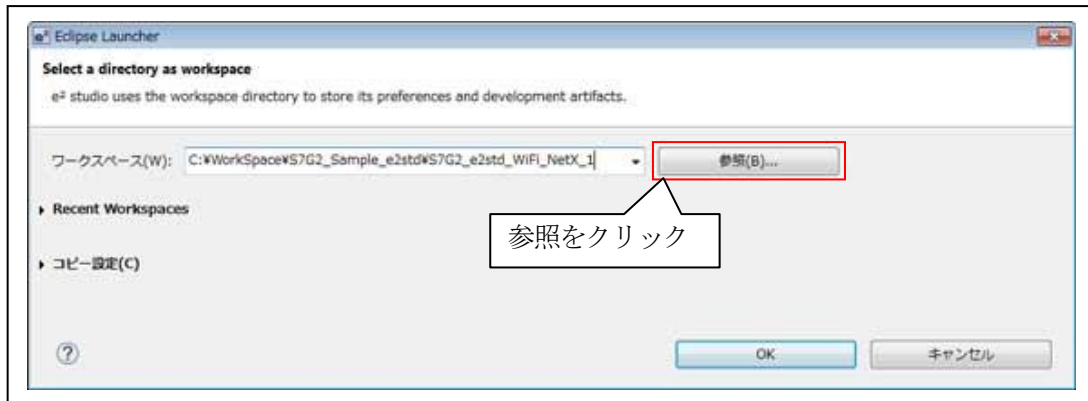 e² Eclipse Launcher
Select a directory as workspace
e² studio uses the workspace directory to store its preferences and development artifacts.
ワークスペース(W): C:¥WorkSpace¥S7G2_Sample_e2std¥S7G2_e2std_WiFi_NetX_1 参照(B)...
Recent Workspaces
参照をクリック
コピー設定(C)
? OK キャンセル